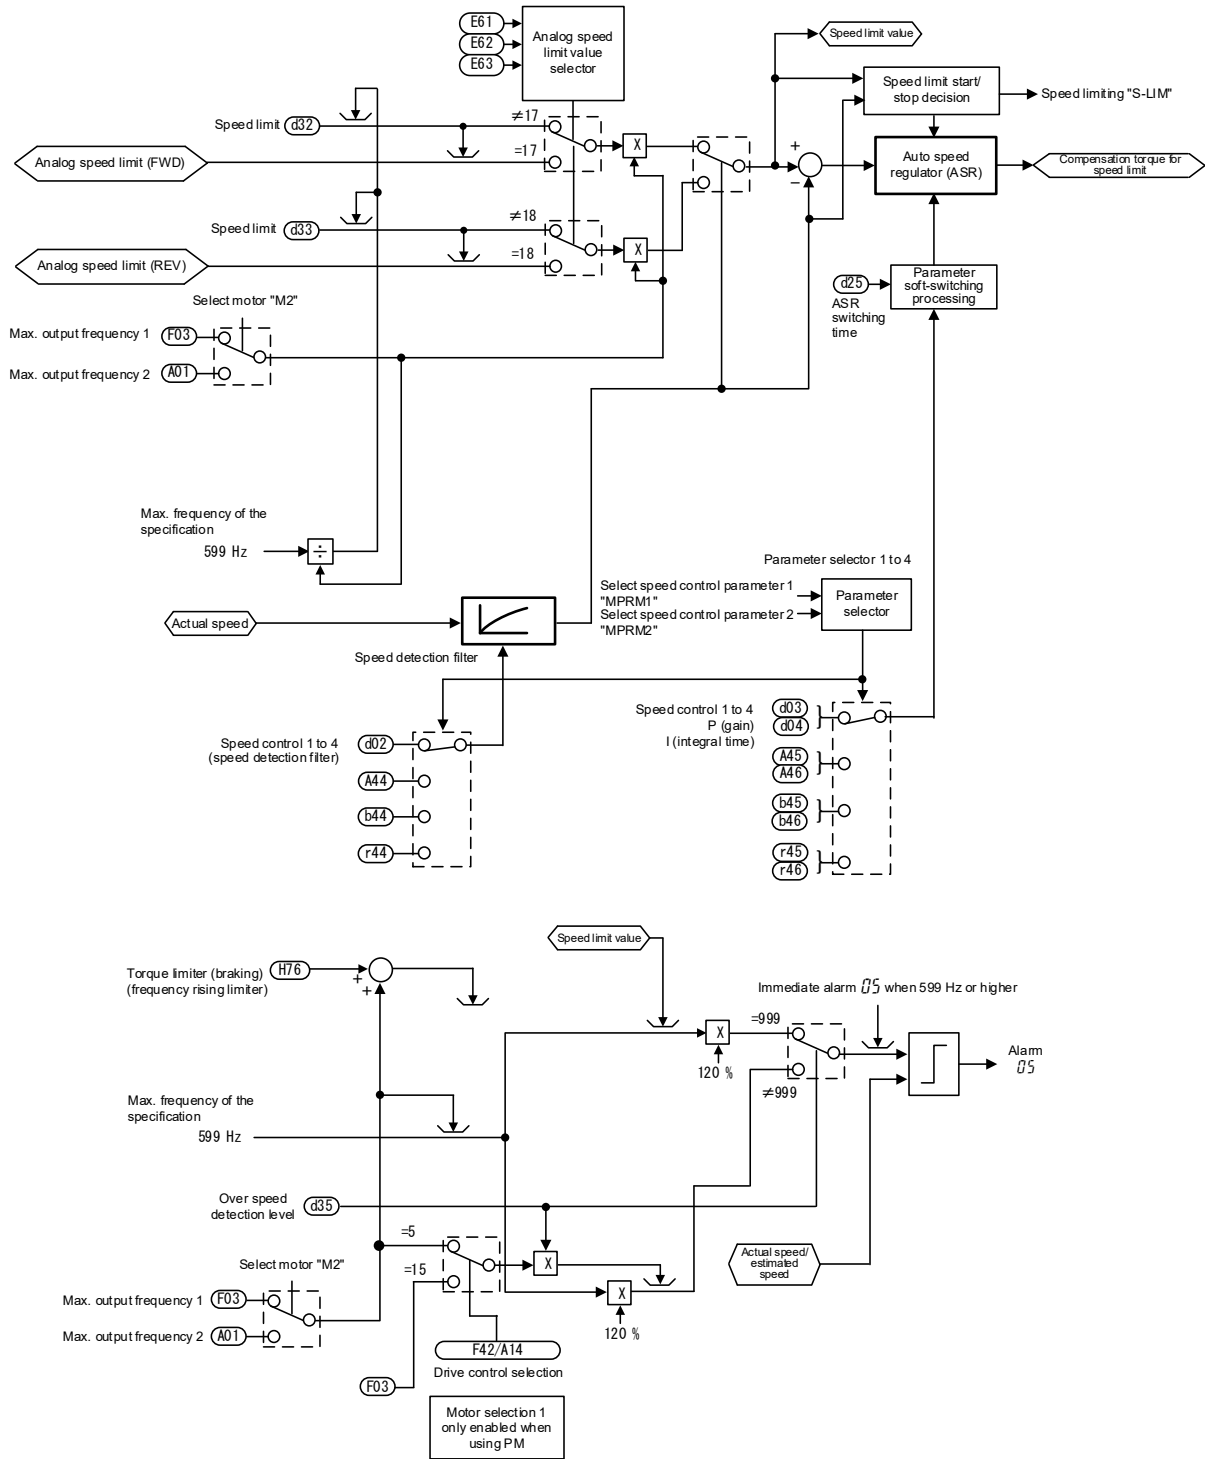 E61
E62
E63
Analog speed
limit value
selector
Speed limit value
Speed limit start/
stop decision
Speed limiting "S-LIM"
Speed limit
d32
≠17
=17
X
+
−
Analog speed limit (FWD)
Auto speed
regulator (ASR)
Compensation torque for
speed limit
Speed limit
d33
≠18
=18
X
Analog speed limit (REV)
d25
ASR
switching
time
Parameter
soft-switching
processing
Select motor "M2"
Max. output frequency 1
F03
Max. output frequency 2
A01
Max. frequency of the
specification
599 Hz
÷
Parameter selector 1 to 4
Select speed control parameter 1
"MPRM1"
Select speed control parameter 2
"MPRM2"
Parameter
selector
Actual speed
Speed detection filter
Speed control 1 to 4
(speed detection filter)
d02
A44
b44
r44
Speed control 1 to 4
P (gain)
I (integral time)
d03
d04
A45
A46
b45
b46
r45
r46
Speed limit value
Torque limiter (braking)
(frequency rising limiter)
H76
+
+
Immediate alarm 05 when 599 Hz or higher
X
120 %
=999
≠999
Alarm
05
Max. frequency of the
specification
599 Hz
Over speed
detection level
d35
=5
=15
X
X
120 %
Actual speed/
estimated
speed
Select motor "M2"
Max. output frequency 1
F03
Max. output frequency 2
A01
F42/A14
Drive control selection
F03
Motor selection 1
only enabled when
using PM